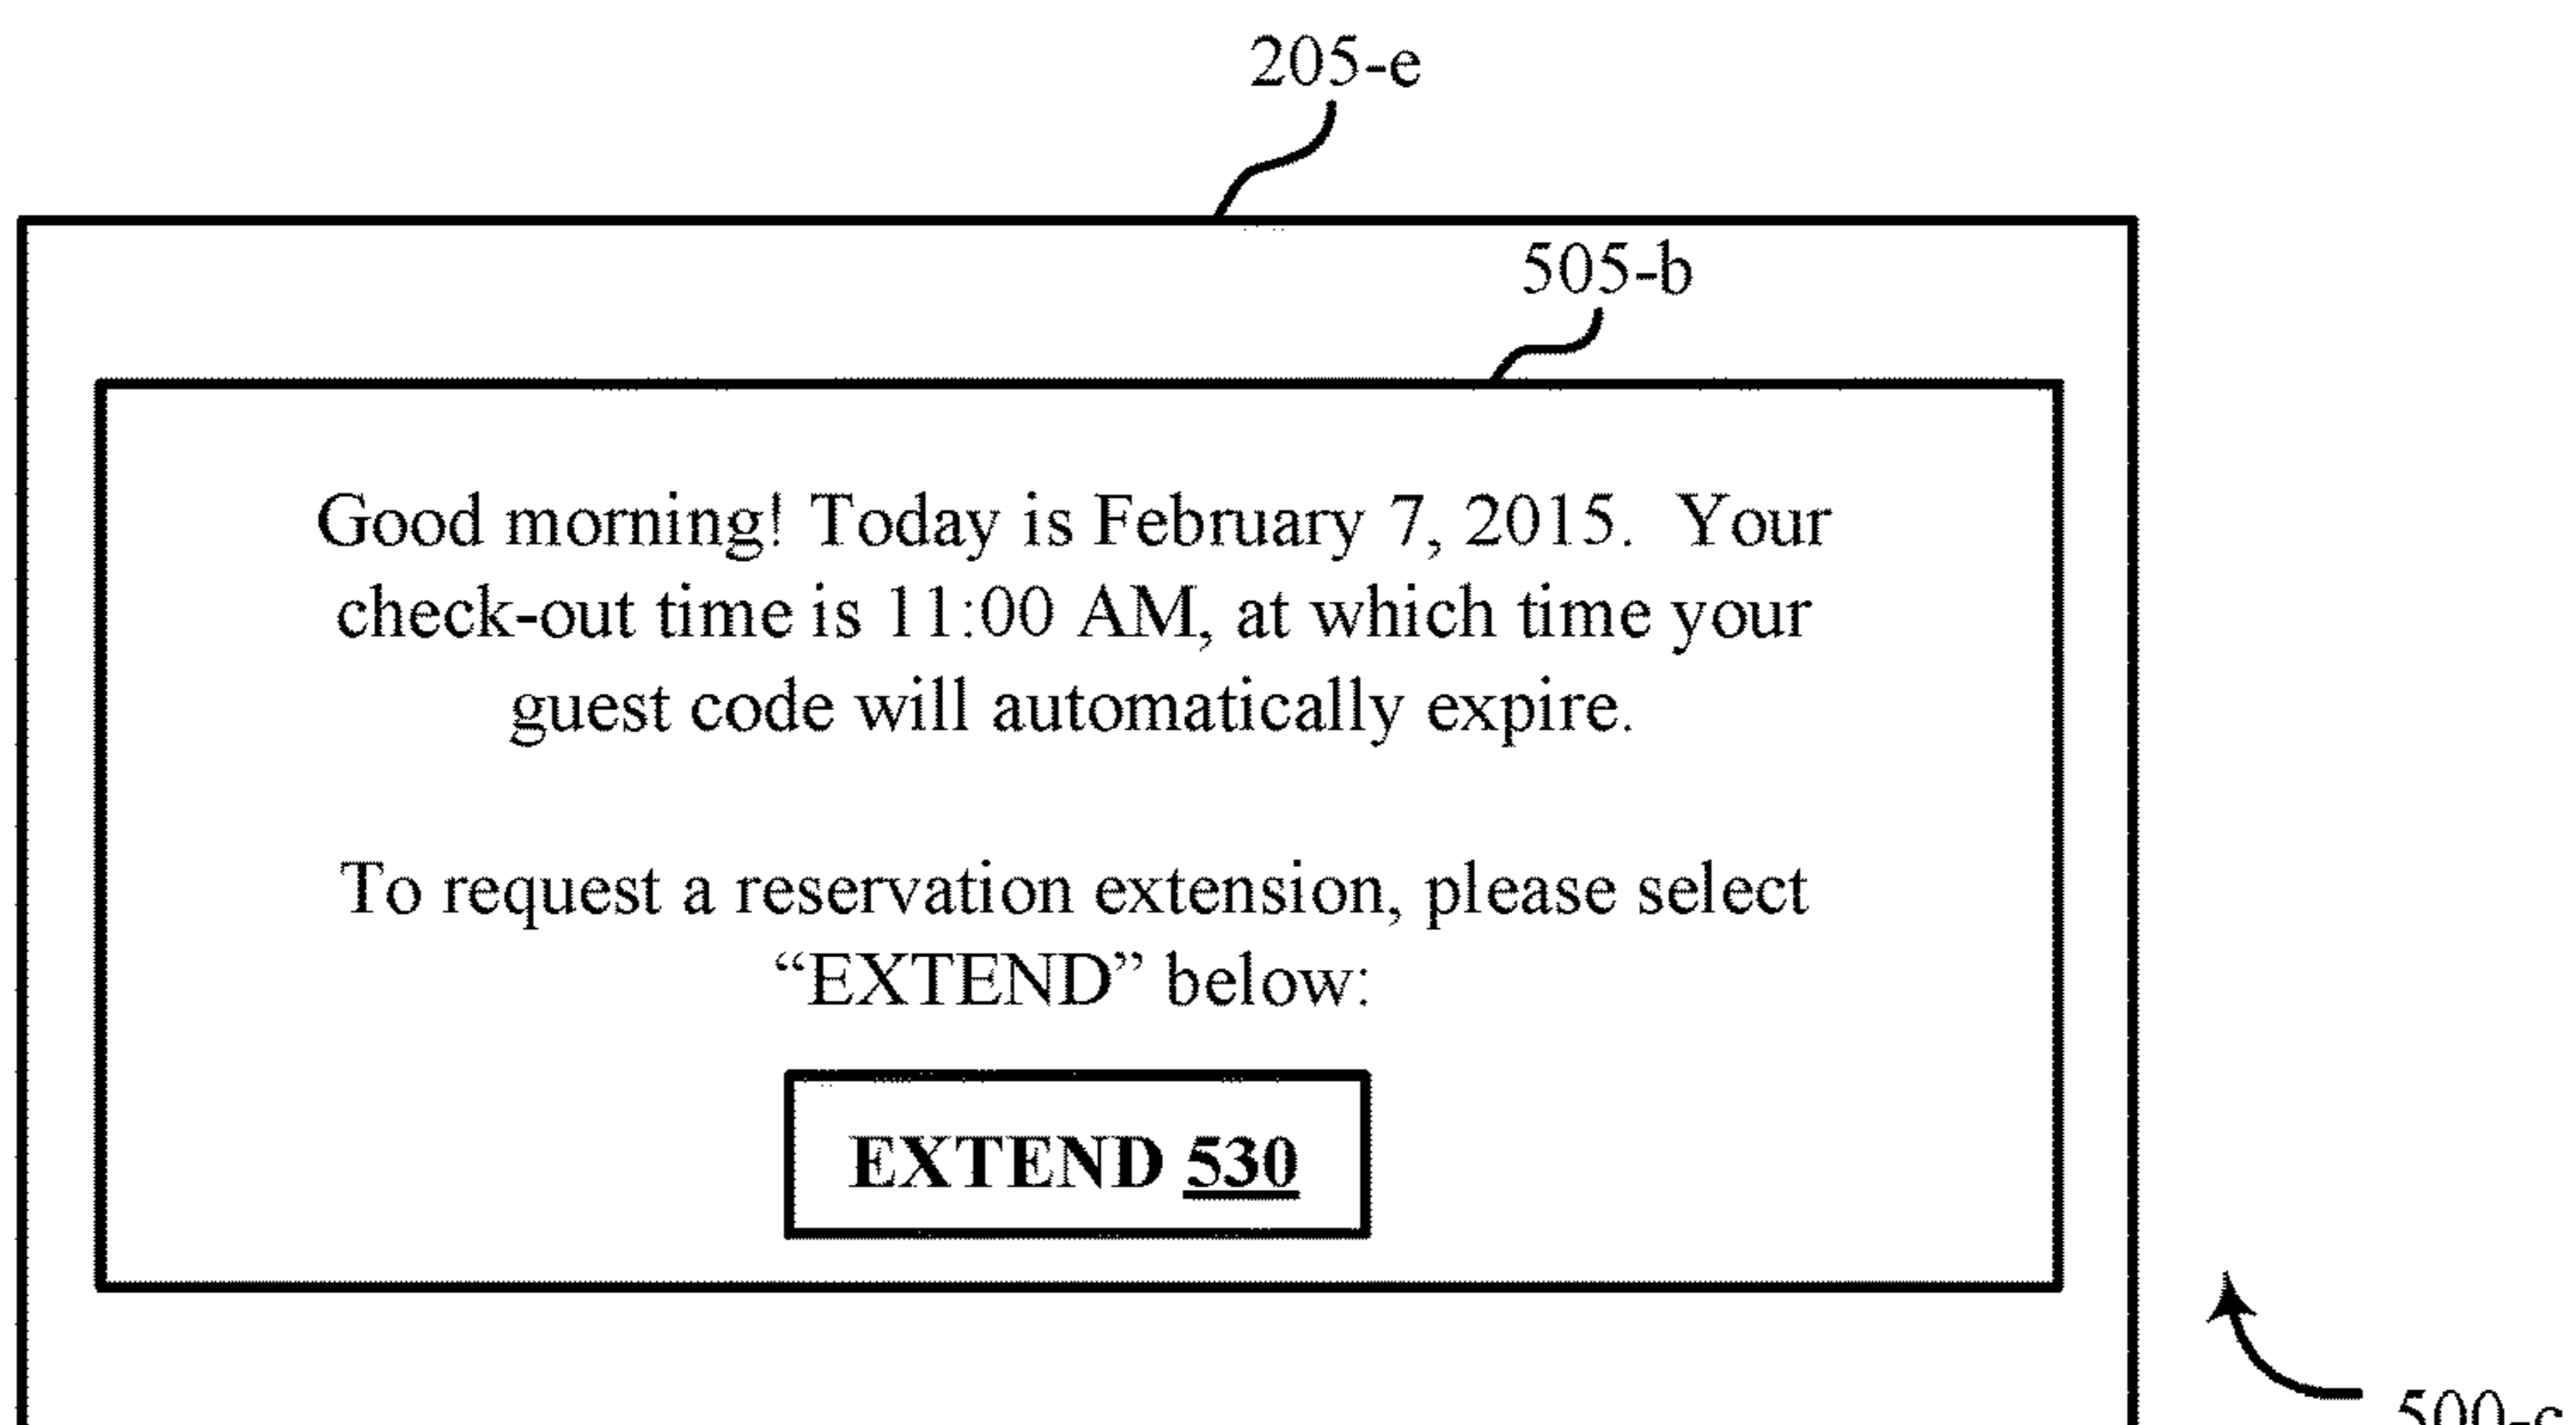 205-e
505-b
Good morning! Today is February 7, 2015.  Your
check-out time is 11:00 AM, at which time your
guest code will automatically expire.
To request a reservation extension, please select
“EXTEND” below:
EXTEND 530
500-c